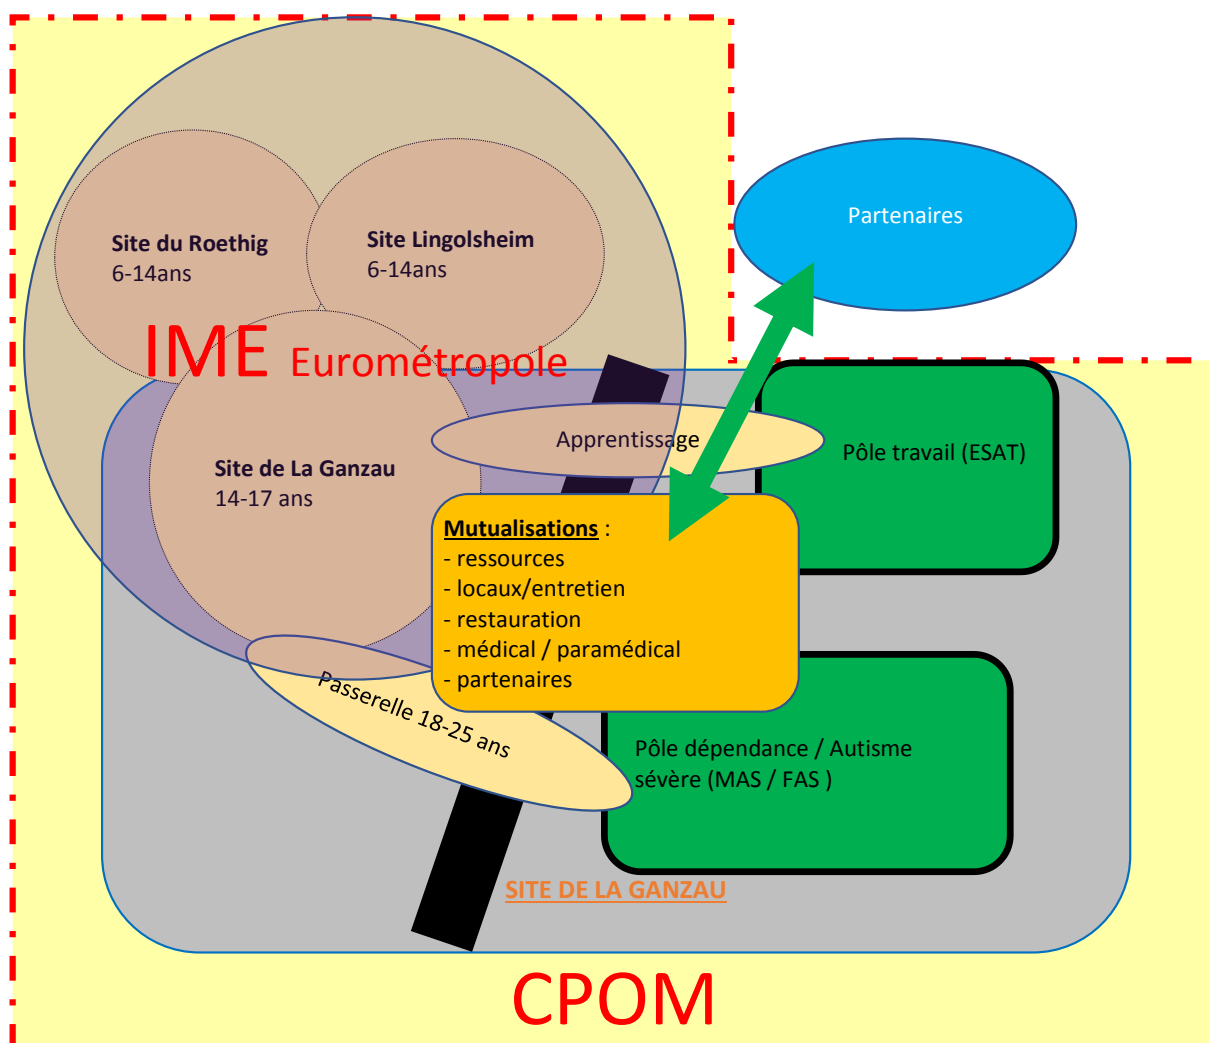 Partenaires
Site du Roethig
6-14ans
Site Lingolsheim
6-14ans
IME Eurométropole
Apprentissage
Pôle travail (ESAT)
Site de La Ganzau
14-17 ans
Mutualisations :
- ressources
- locaux/entretien
- restauration
- médical / paramédical
- partenaires
Passerelle 18-25 ans
Pôle dépendance / Autisme
sévère (MAS / FAS )
SITE DE LA GANZAU
CPOM